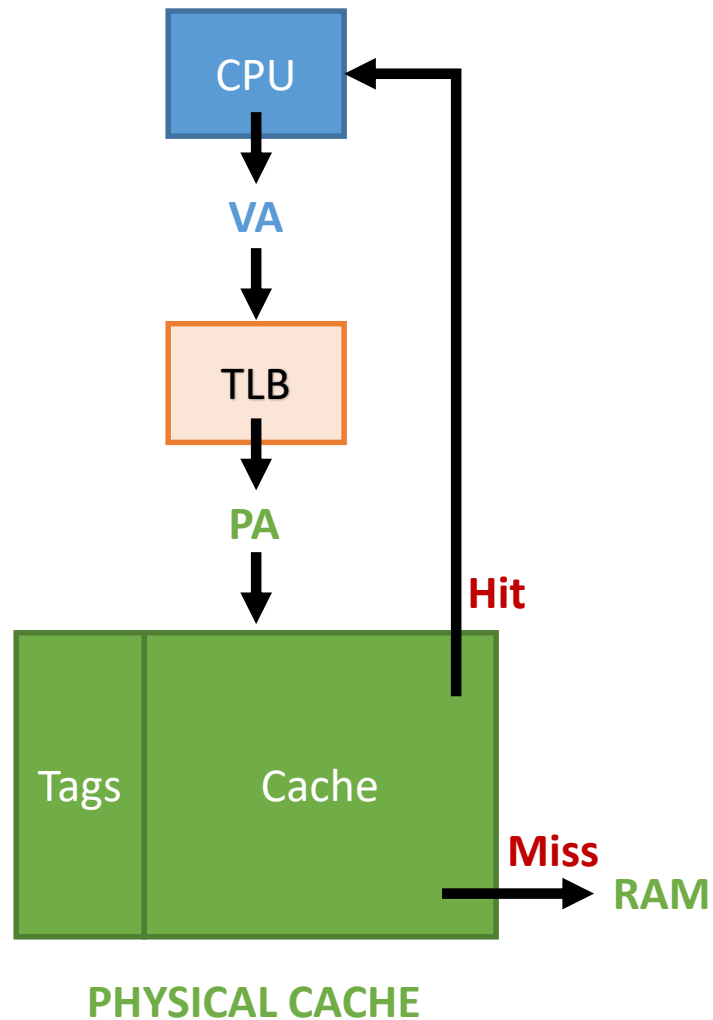 CPU
VA
TLB
PA
Hit
Tags
Cache
Miss
RAM
PHYSICAL CACHE